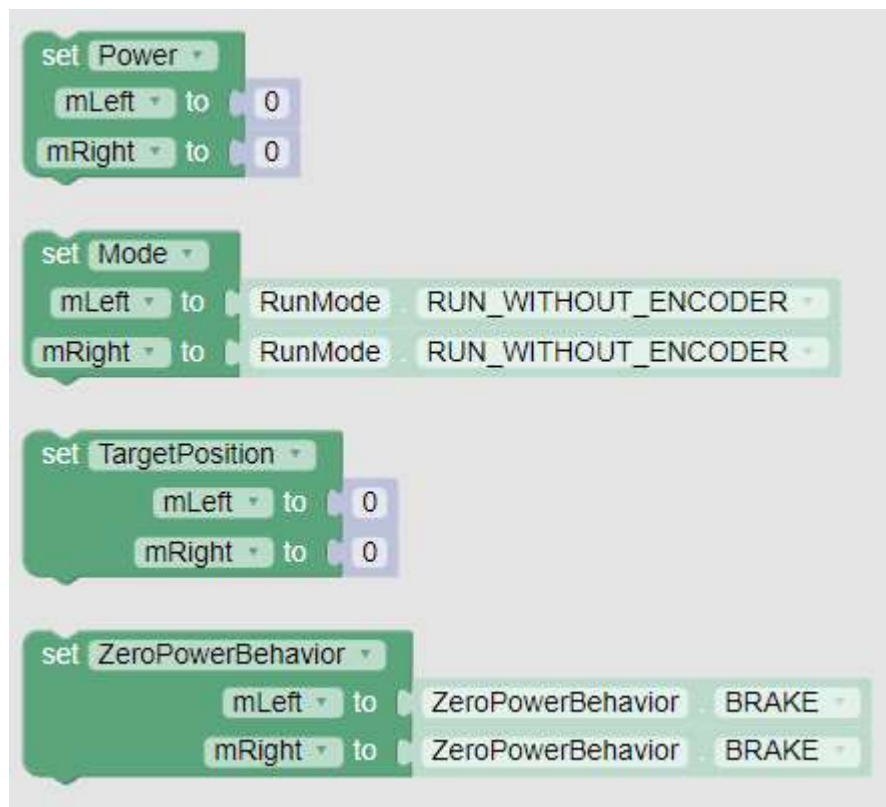 set Power
mLeft to 0
mRight to 0
set Mode
mLeft to RunMode . RUN_WITHOUT_ENCODER
mRight to RunMode . RUN_WITHOUT_ENCODER
set TargetPosition
mLeft to 0
mRight to 0
set ZeroPowerBehavior
mLeft to ZeroPowerBehavior . BRAKE
mRight to ZeroPowerBehavior . BRAKE